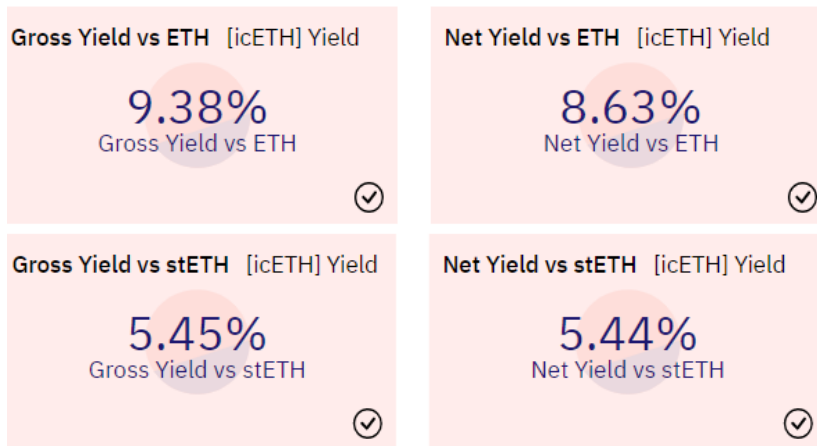 Gross Yield vs ETH [icETH] Yield
9.38%
Gross Yield vs ETH
Net Yield vs ETH [icETH] Yield
8.63%
Net Yield vs ETH
Gross Yield vs stETH [icETH] Yield
5.45%
Gross Yield vs stETH
Net Yield vs stETH [icETH] Yield
5.44%
Net Yield vs stETH